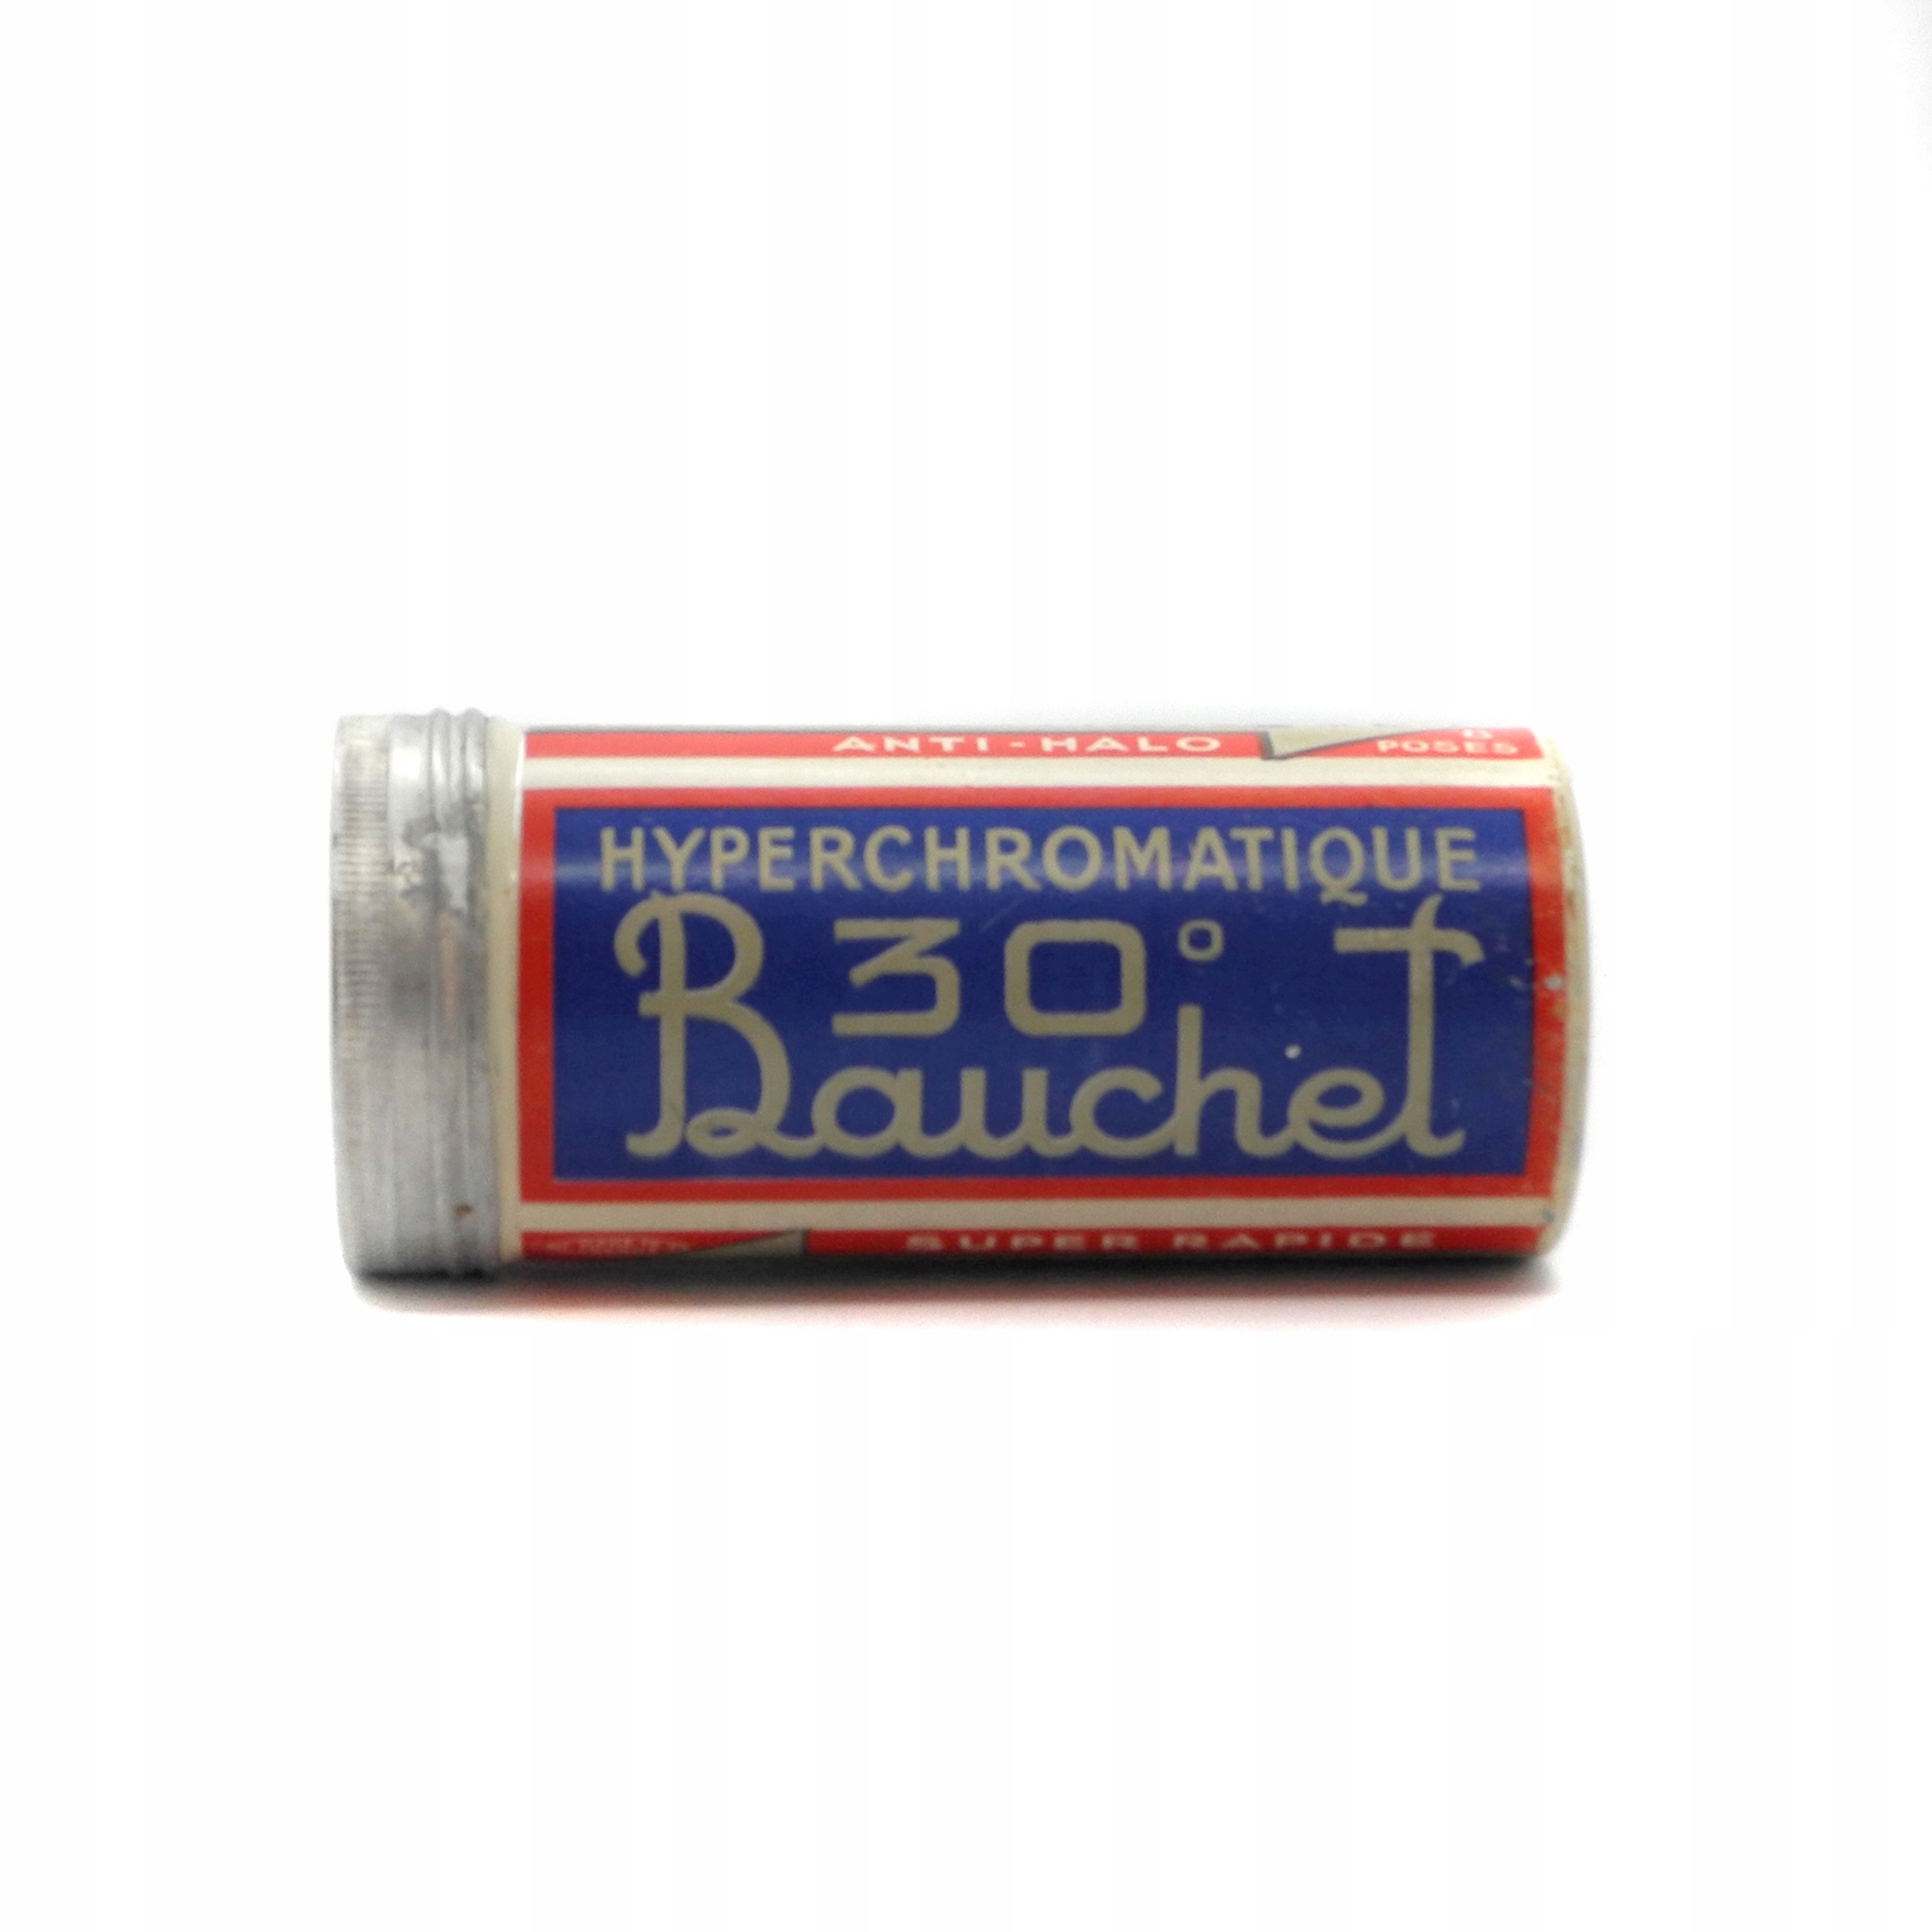 ANTI-HALO
8
POSES
HYPERCHROMATIQUE
30°
Bauchet
SUPER RAPIDE